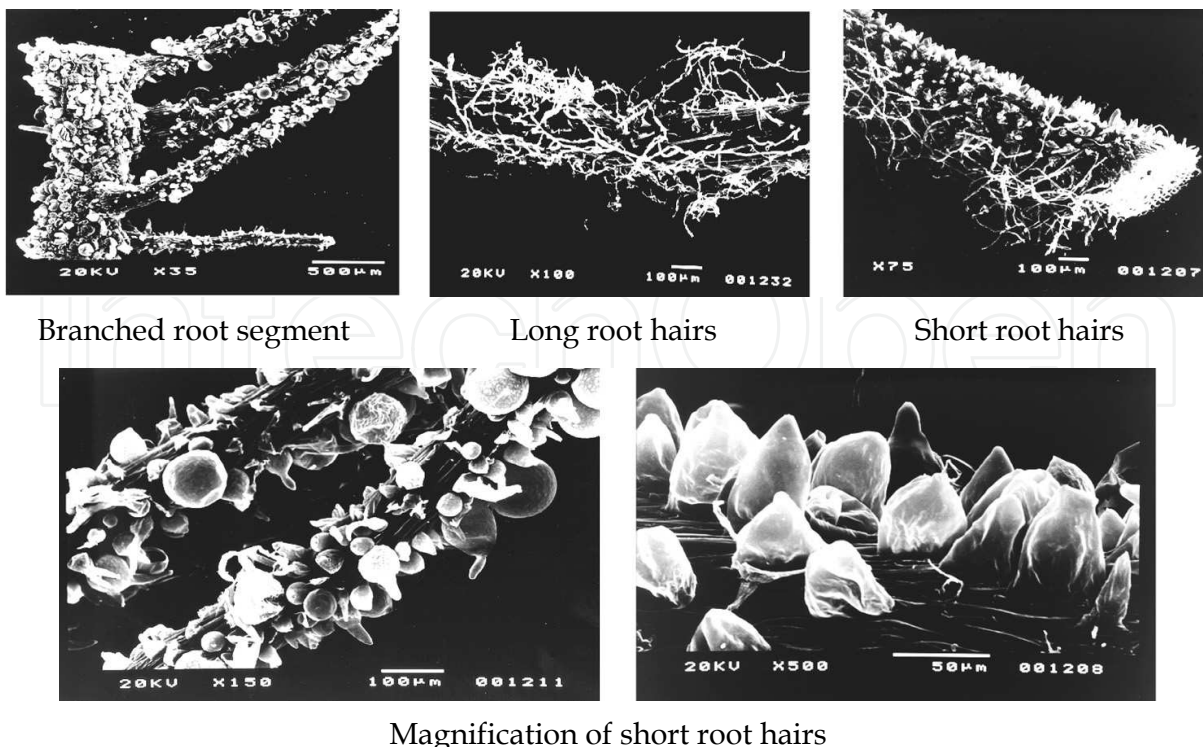 20KV X35 500µm
20KV X100 100µm 001232
X75 100µm 001207
Branched root segment
Long root hairs
Short root hairs
IntechOpen
20KV X150 100µm 001211
20KV X500 50µm 001208
Magnification of short root hairs